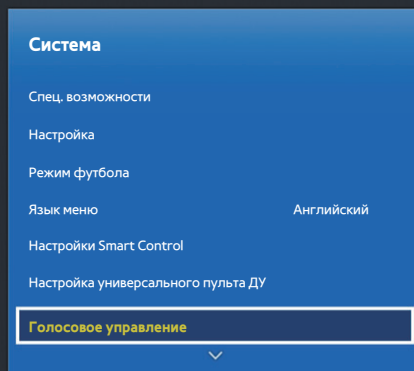 Система
Спец. возможности
Настройка
Режим футбола
Язык меню Английский
Настройки Smart Control
Настройка универсального пульта ДУ
Голосовое управление